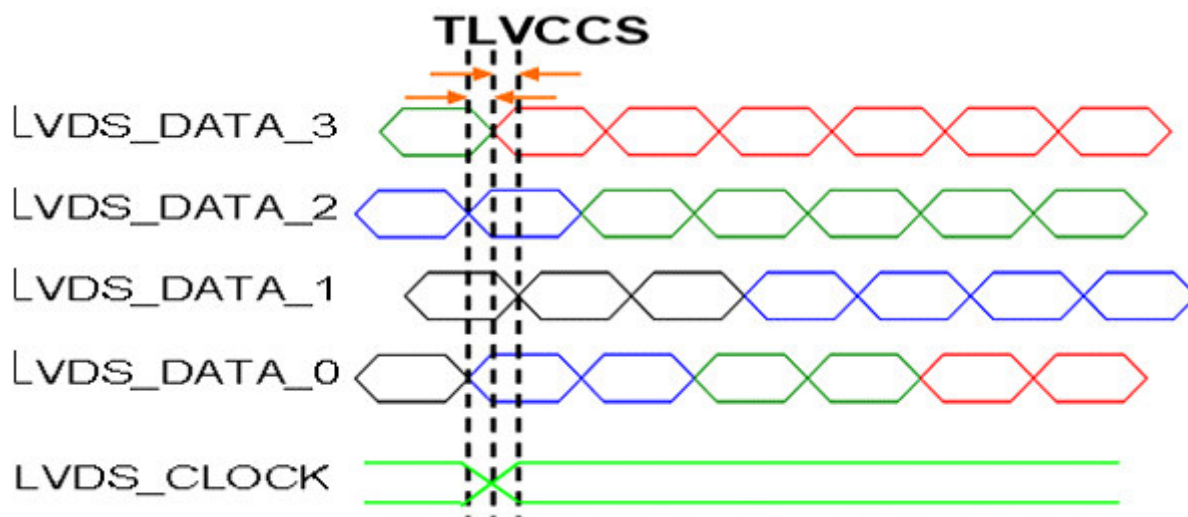 TLVCCS
LVDS_DATA_3
LVDS_DATA_2
LVDS_DATA_1
LVDS_DATA_0
LVDS_CLOCK